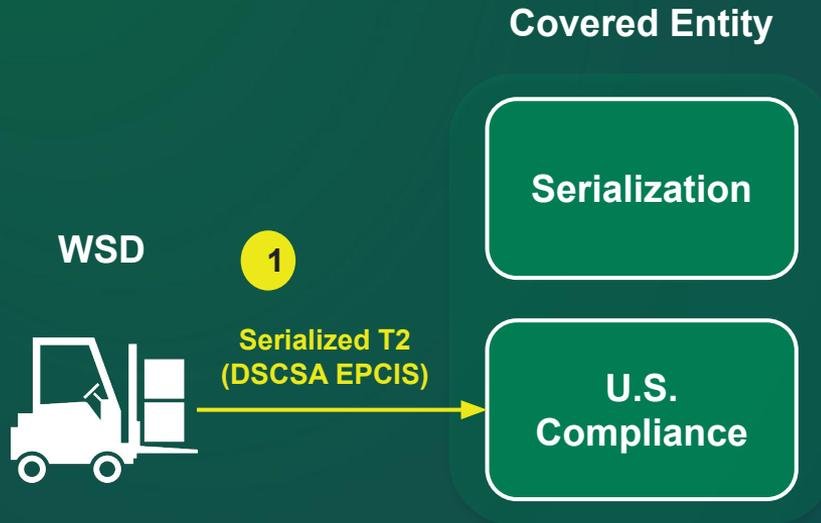 Covered Entity
Serialization
WSD
1
Serialized T2
(DSCSA EPCIS)
U.S.
Compliance